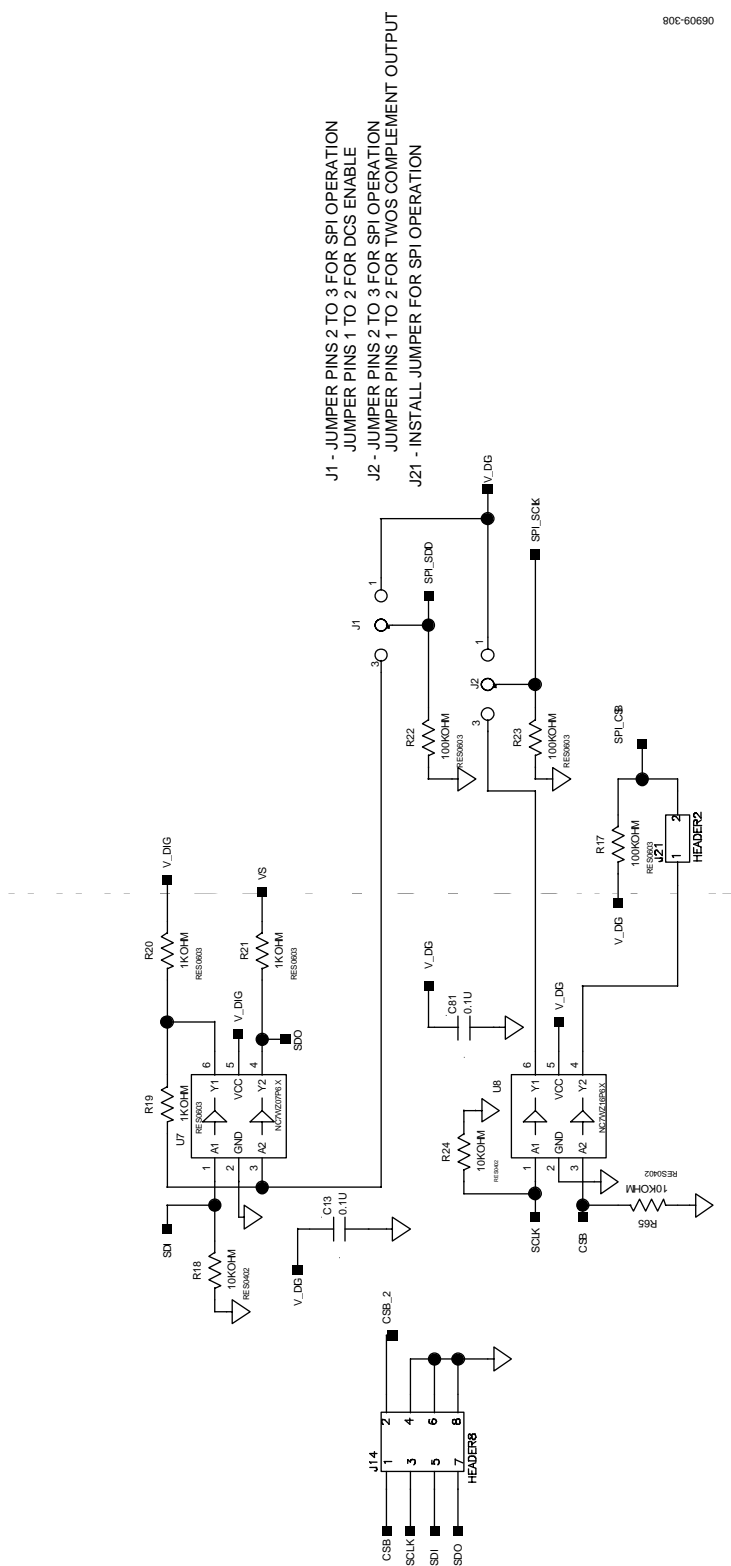 J1 - JUMPER PINS 2 TO 3 FOR SPI OPERATION
JUMPER PINS 1 TO 2 FOR DCS ENABLE
J2 - JUMPER PINS 2 TO 3 FOR SPI OPERATION
JUMPER PINS 1 TO 2 FOR TWOS COMPLEMENT OUTPUT
J21 - INSTALL JUMPER FOR SPI OPERATION
SDI
R18
10KOHM
RES0402
R19
1KOHM
RES0603
U7
1
A1
Y1
6
2
GND
VCC
5
3
A2
Y2
4
NC7WZ07P6X
R20
1KOHM
RES0603
V_DIG
V_DIG
R21
1KOHM
RES0603
VS
SDO
V_DG
C13
0.1U
J1
3
1
SPI_SDO
R22
100KOHM
RES0603
V_DG
J2
3
1
SPI_SCLK
R23
100KOHM
RES0603
V_DG
C81
0.1U
R24
10KOHM
RES0402
SCLK
CSB
U8
1
A1
Y1
6
2
GND
VCC
5
3
A2
Y2
4
NC7WZ16P6X
V_DG
R65
10KOHM
RES0402
V_DG
R17
100KOHM
RES0603
SPI_CSB
J21
1
2
HEADER2
J14
CSB
1
2
CSB_2
SCLK
3
4
SDI
5
6
SDO
7
8
HEADER8
06909-308